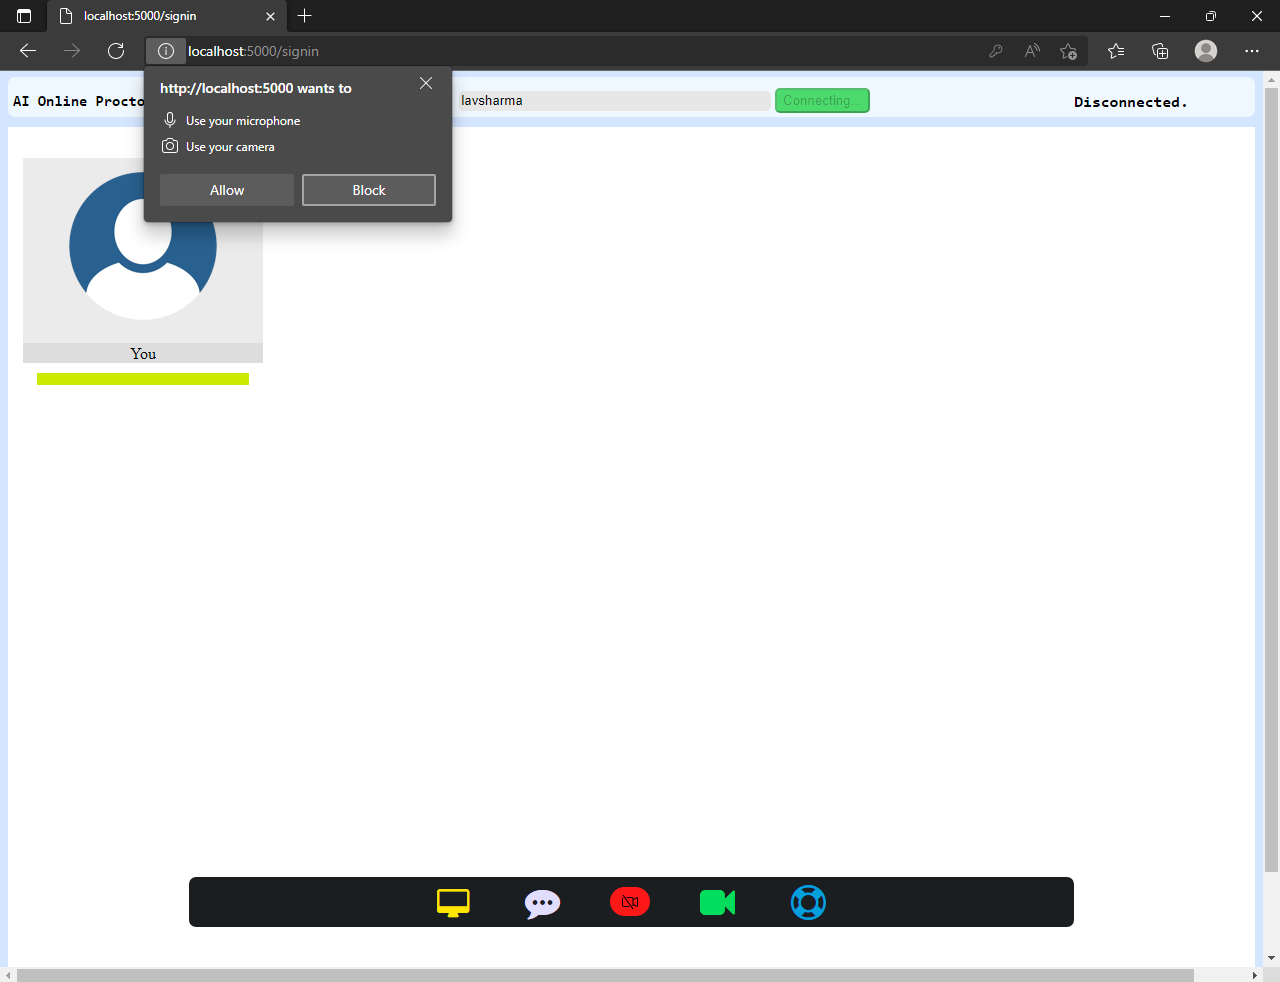 localhost:5000/signin
localhost:5000/signin
http://localhost:5000 wants to
Use your microphone
Use your camera
Allow
Block
AI Online Procto
lavsharma
Connecting...
Disconnected.
You